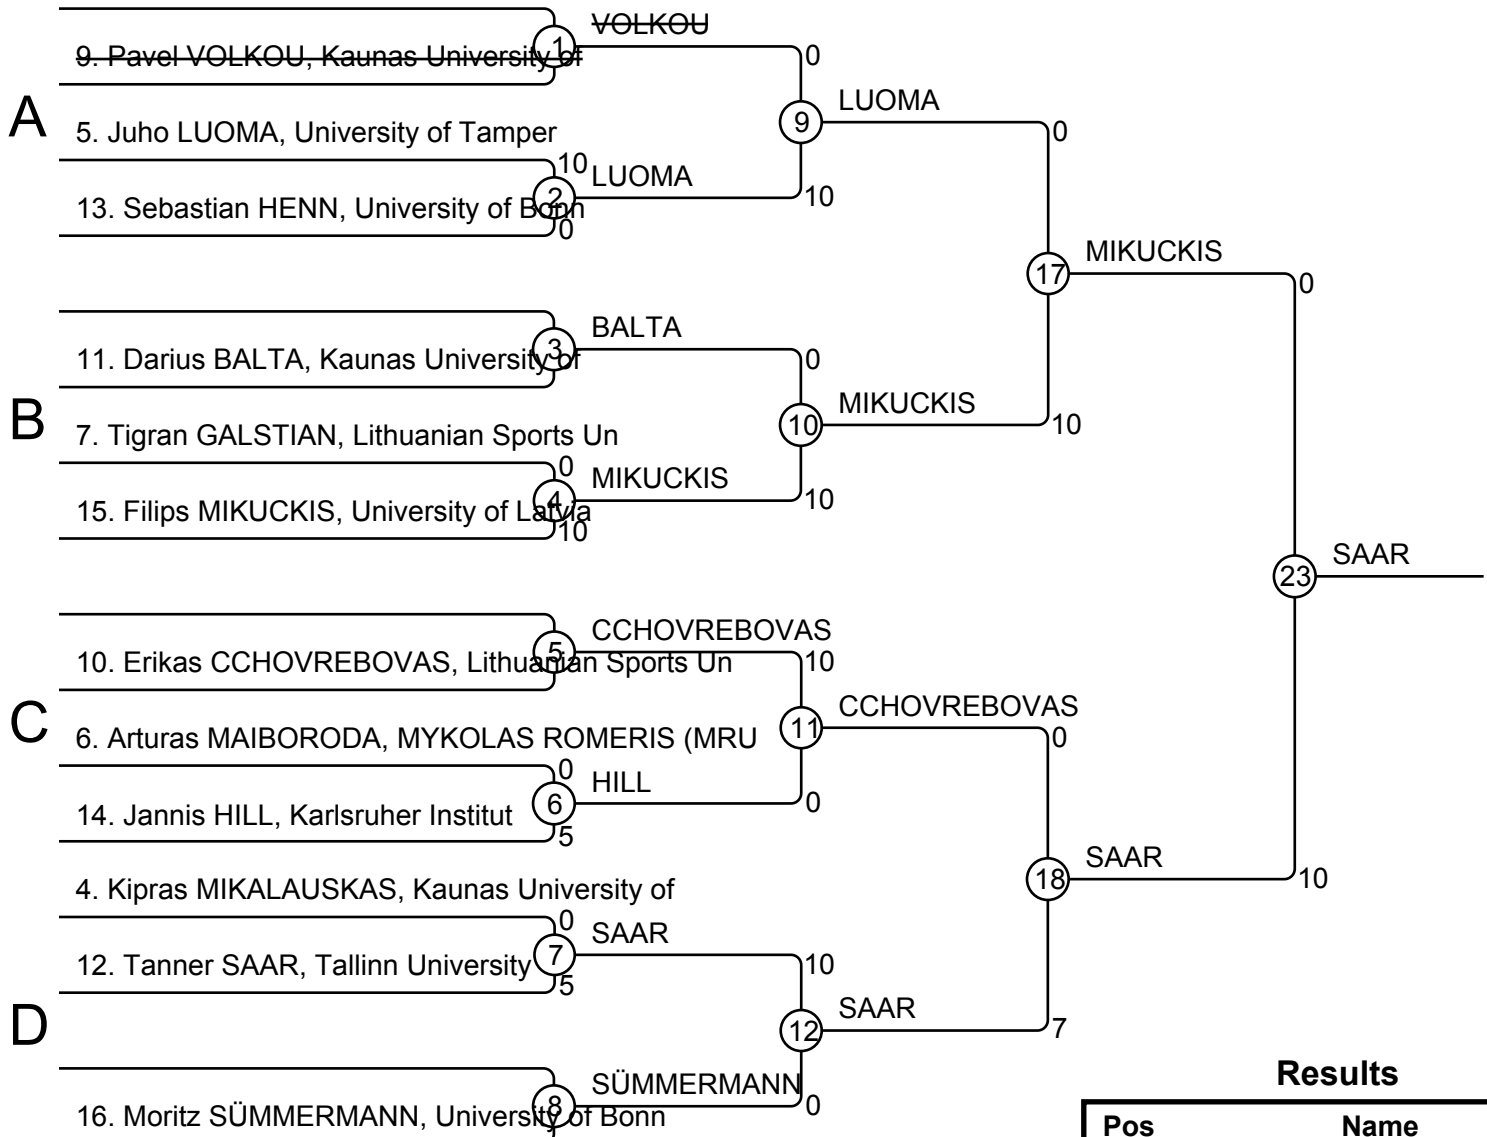 VOLKOU
9. Pavel VOLKOU, Kaunas University of
1
0
A
5. Juho LUOMA, University of Tamper
9
LUOMA
0
10
2
LUOMA
10
13. Sebastian HENN, University of Bonn
0
17
MIKUCKIS
0
BALTA
11. Darius BALTA, Kaunas University of
3
0
B
7. Tigran GALSTIAN, Lithuanian Sports Un
10
MIKUCKIS
10
0
4
MIKUCKIS
10
15. Filips MIKUCKIS, University of Latvia
10
23
SAAR
CCHOVREBOVAS
10. Erikas CCHOVREBOVAS, Lithuanian Sports Un
5
10
C
6. Arturas MAIBORODA, MYKOLAS ROMERIS (MRU
11
CCHOVREBOVAS
0
0
6
HILL
0
14. Jannis HILL, Karlsruher Institut
5
4. Kipras MIKALAUSKAS, Kaunas University of
18
SAAR
10
0
7
SAAR
10
12. Tanner SAAR, Tallinn University
5
D
12
SAAR
7
SÜMMERMANN
16. Moritz SÜMMERMANN, University of Bonn
8
0
Results
Pos Name